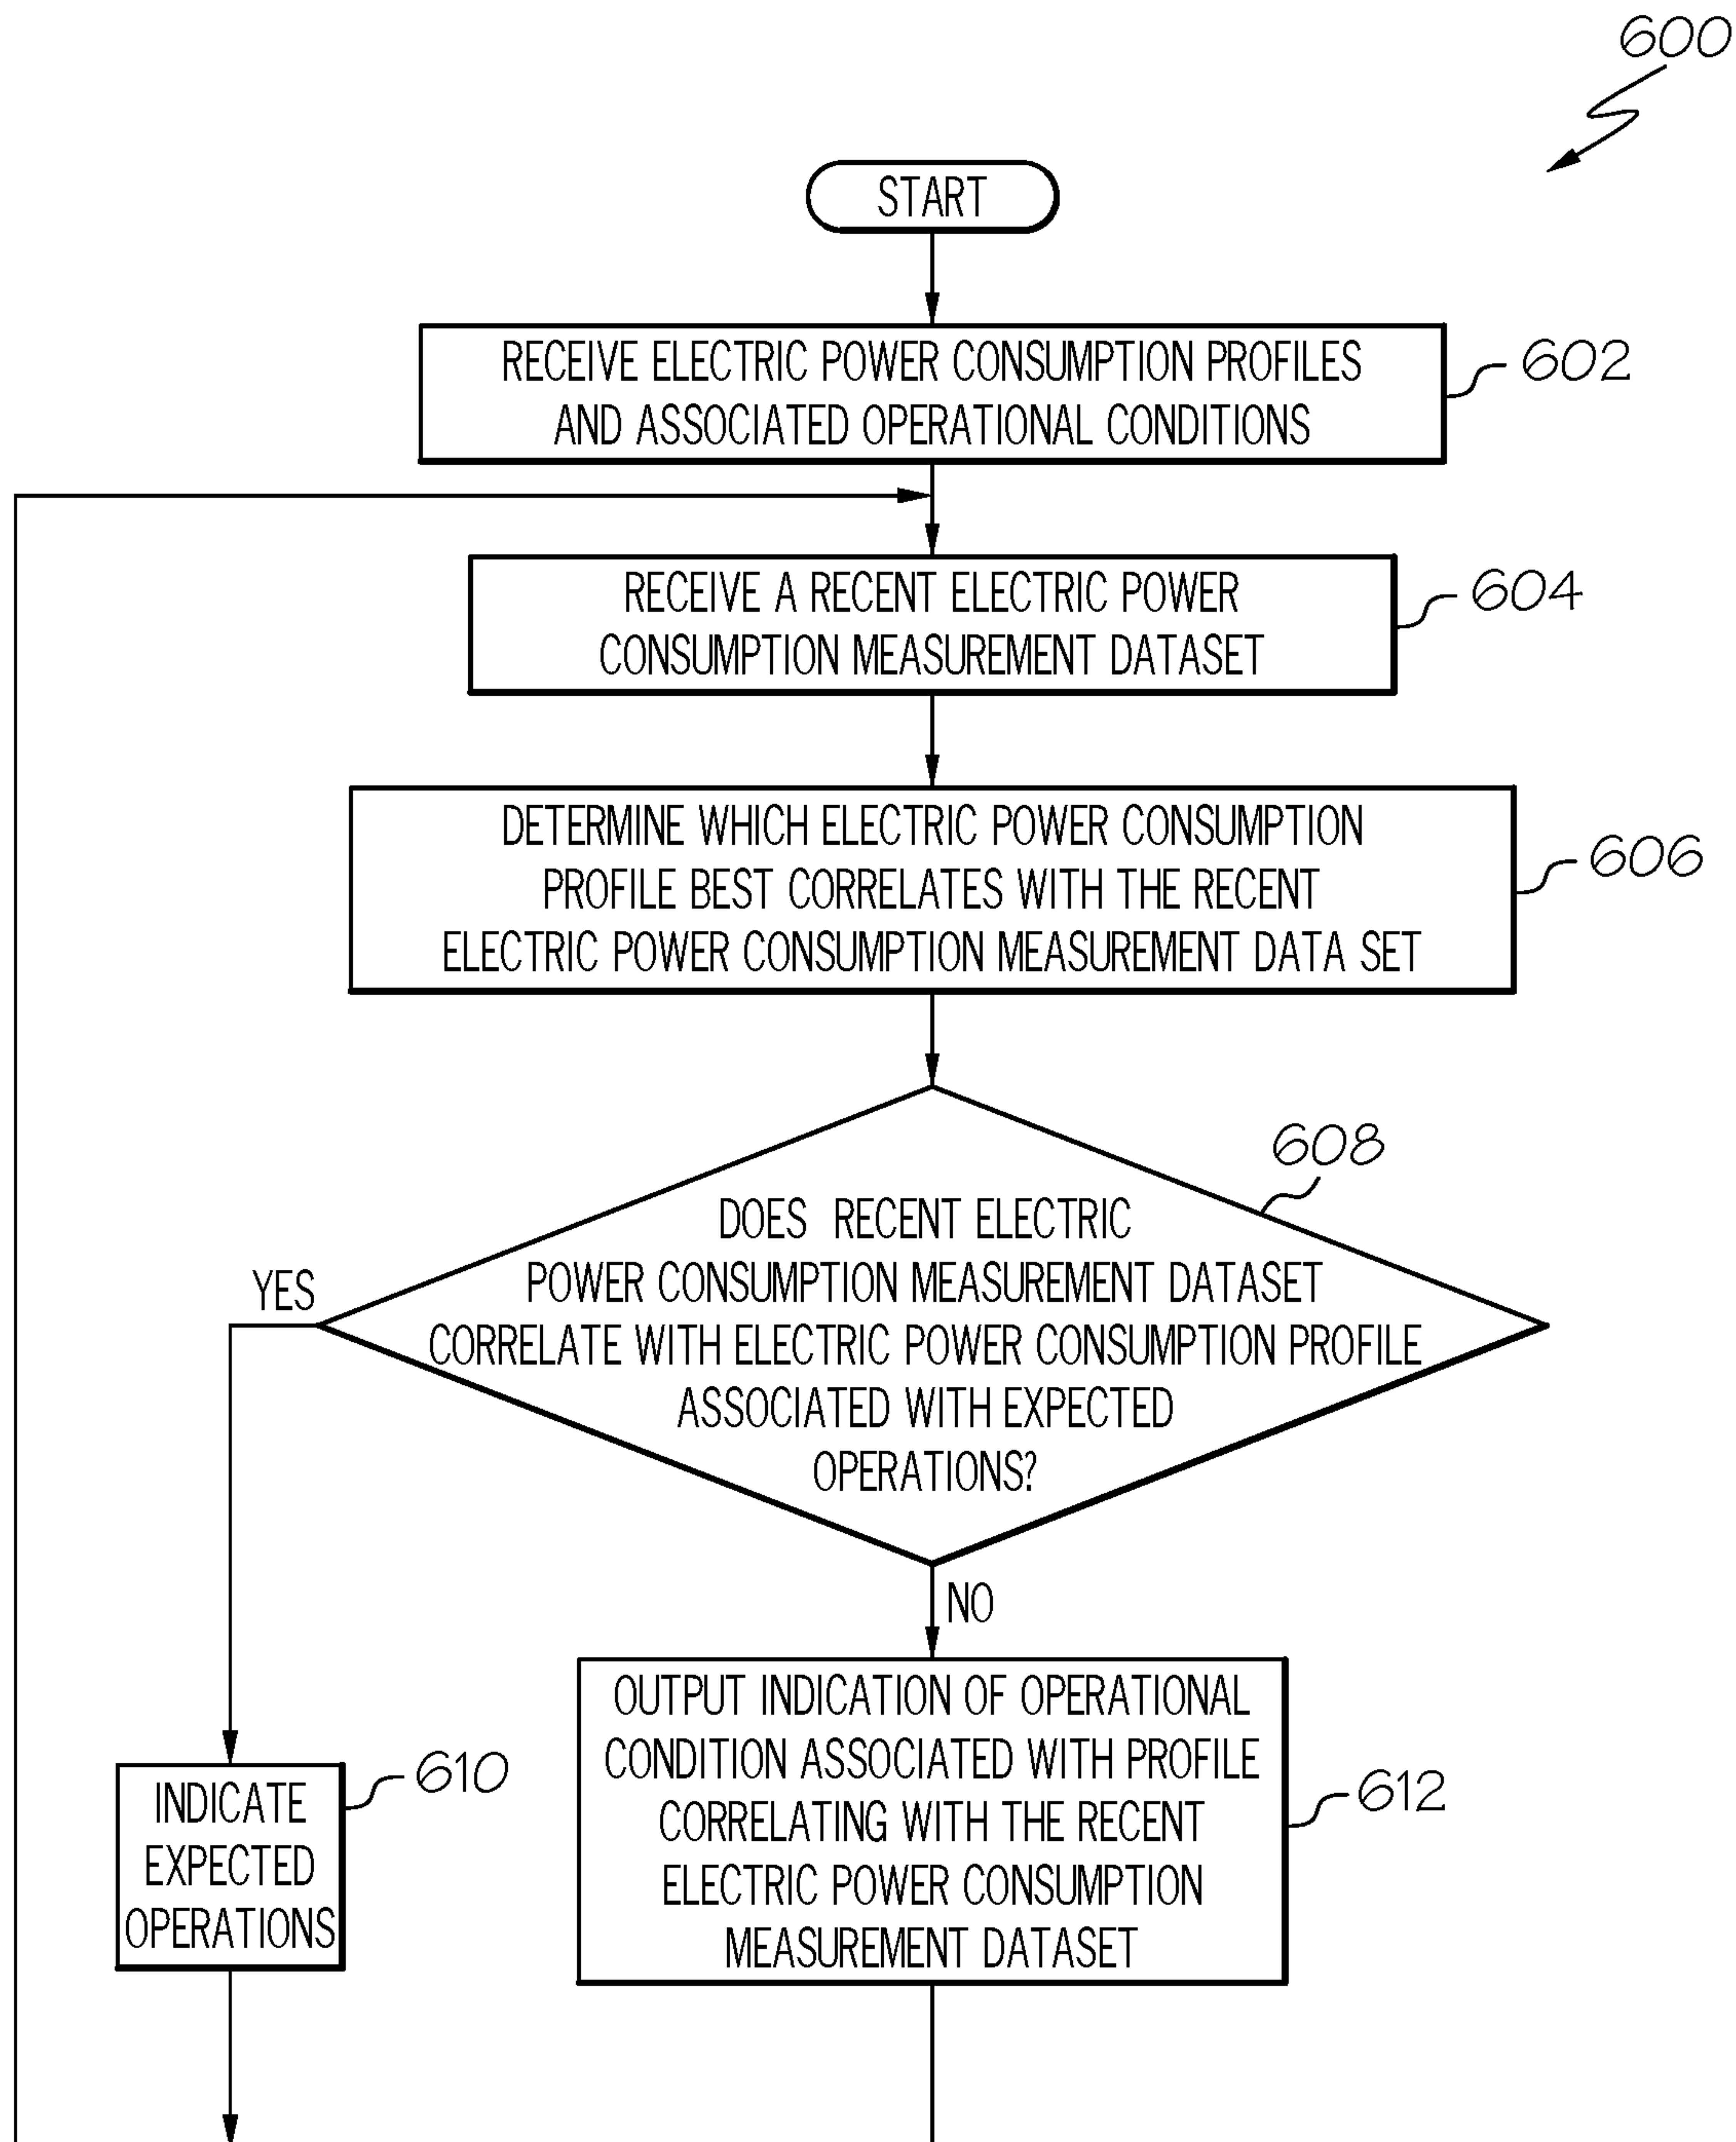 600
START
RECEIVE ELECTRIC POWER CONSUMPTION PROFILES
AND ASSOCIATED OPERATIONAL CONDITIONS
602
RECEIVE A RECENT ELECTRIC POWER
CONSUMPTION MEASUREMENT DATASET
604
DETERMINE WHICH ELECTRIC POWER CONSUMPTION
PROFILE BEST CORRELATES WITH THE RECENT
ELECTRIC POWER CONSUMPTION MEASUREMENT DATA SET
606
608
DOES RECENT ELECTRIC
POWER CONSUMPTION MEASUREMENT DATASET
CORRELATE WITH ELECTRIC POWER CONSUMPTION PROFILE
ASSOCIATED WITH EXPECTED
OPERATIONS?
YES
NO
INDICATE
EXPECTED
OPERATIONS
610
OUTPUT INDICATION OF OPERATIONAL
CONDITION ASSOCIATED WITH PROFILE
CORRELATING WITH THE RECENT
ELECTRIC POWER CONSUMPTION
MEASUREMENT DATASET
612